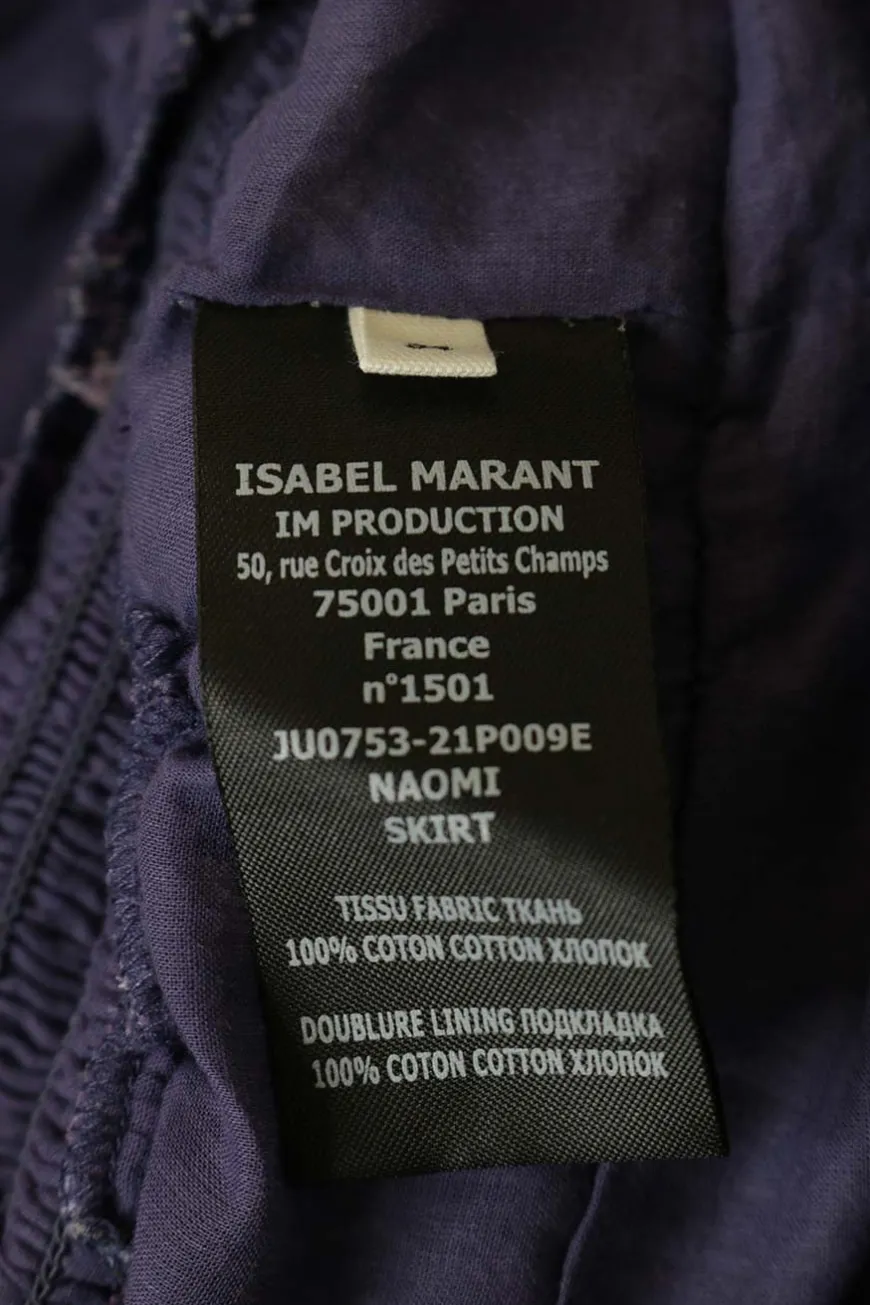 ISABEL MARANT
IM PRODUCTION
50, rue Croix des Petits Champs
75001 Paris
France
n°1501
JU0753-21P009E
NAOMI
SKIRT
TISSU FABRIC ТКАНЬ
100% COTON COTTON ХЛОПОК
DOUBLURE LINING ПОДКЛАДКА
100% COTON COTTON ХЛОПОК